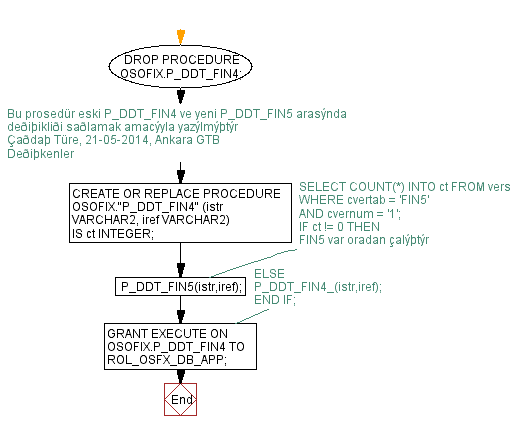 DROP PROCEDURE
OSOFIX.P_DDT_FIN4;
Bu prosedür eski P_DDT_FIN4 ve yeni P_DDT_FIN5 arasýnda
deðiþikliði saðlamak amacýyla yazýlmýþtýr
Çaðdaþ Türe, 21-05-2014, Ankara GTB
Deðiþkenler
CREATE OR REPLACE PROCEDURE
OSOFIX."P_DDT_FIN4" (istr
VARCHAR2, iref VARCHAR2)
IS ct INTEGER;
SELECT COUNT(*) INTO ct FROM vers
WHERE cvertab = 'FIN5'
AND cvernum = '1';
IF ct != 0 THEN
FIN5 var oradan çalýþtýr
P_DDT_FIN5(istr,iref);
ELSE
P_DDT_FIN4_(istr,iref);
END IF;
GRANT EXECUTE ON
OSOFIX.P_DDT_FIN4 TO
ROL_OSFX_DB_APP;
End